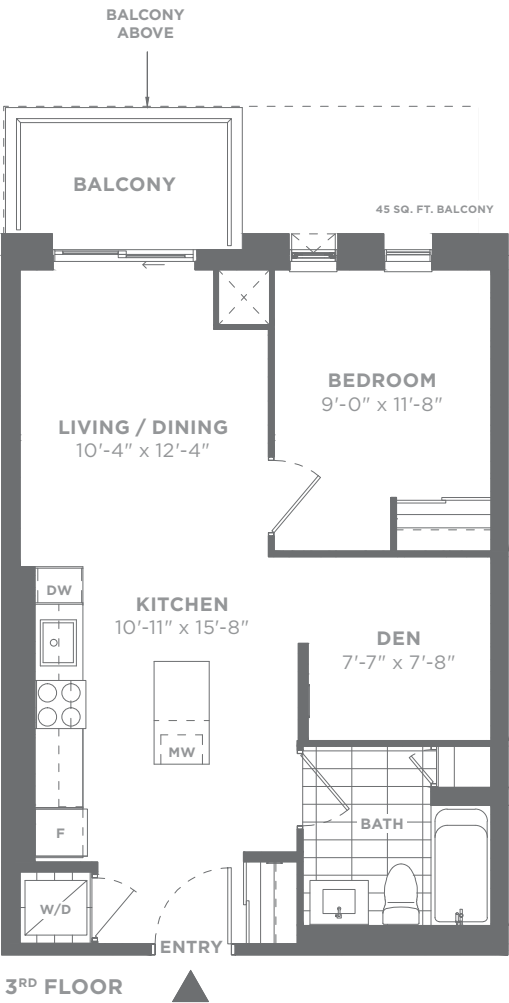 BALCONY
ABOVE
BALCONY
45 SQ. FT. BALCONY
BEDROOM
9'-0" x 11'-8"
LIVING / DINING
10'-4" x 12'-4"
DW
KITCHEN
10'-11" x 15'-8"
DEN
7'-7" x 7'-8"
MW
F
BATH
W/D
ENTRY
3RD FLOOR